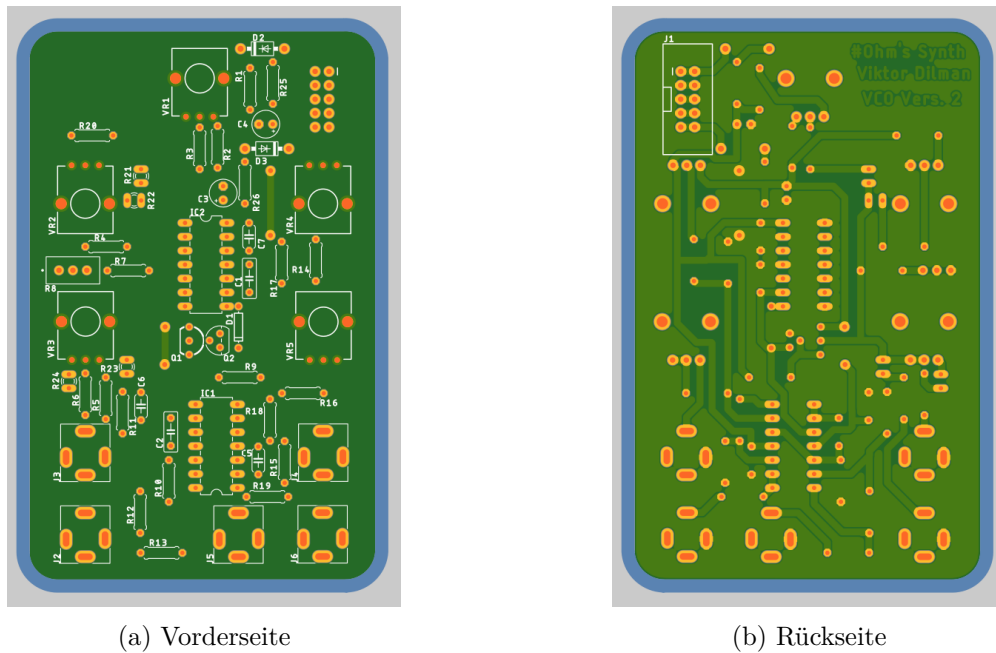 D2
R1
R25
VR1
C4
R20
R3
R2
D3
R21
R22
C3
R26
IC2
VR2
VR4
R4
C7
R7
R14
R8
C1
R17
D1
VR3
Q1
Q2
VR5
R23
R24
R9
C6
R6
R5
R16
IC1
R18
R11
C2
C5
R15
J3
J4
R10
R19
R12
R13
J2
J5
J6
(a) Vorderseite
J1
#Ohm's Synth
Viktor Dilman
VCO Vers. 2
(b) Rückseite